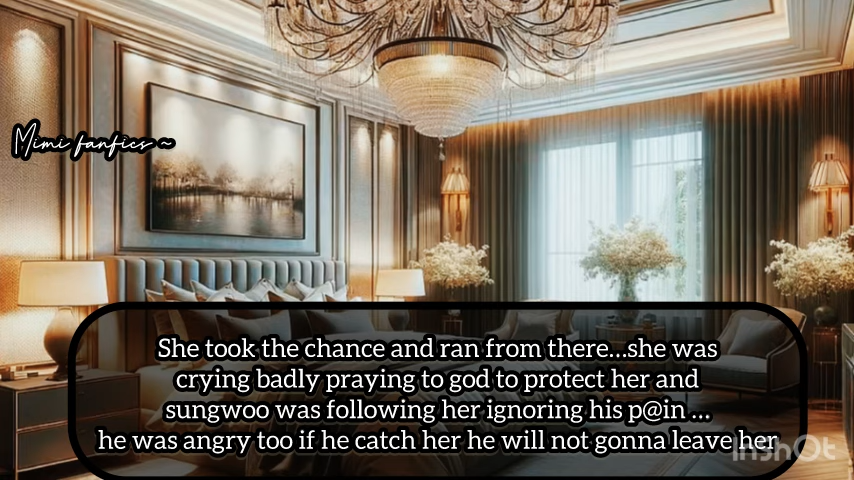 Mimi fanfics ~
She took the chance and ran from there...she was
crying badly praying to god to protect her and
sungwoo was following her ignoring his p@in ...
he was angry too if he catch her he will not gonna leave her
InShOt